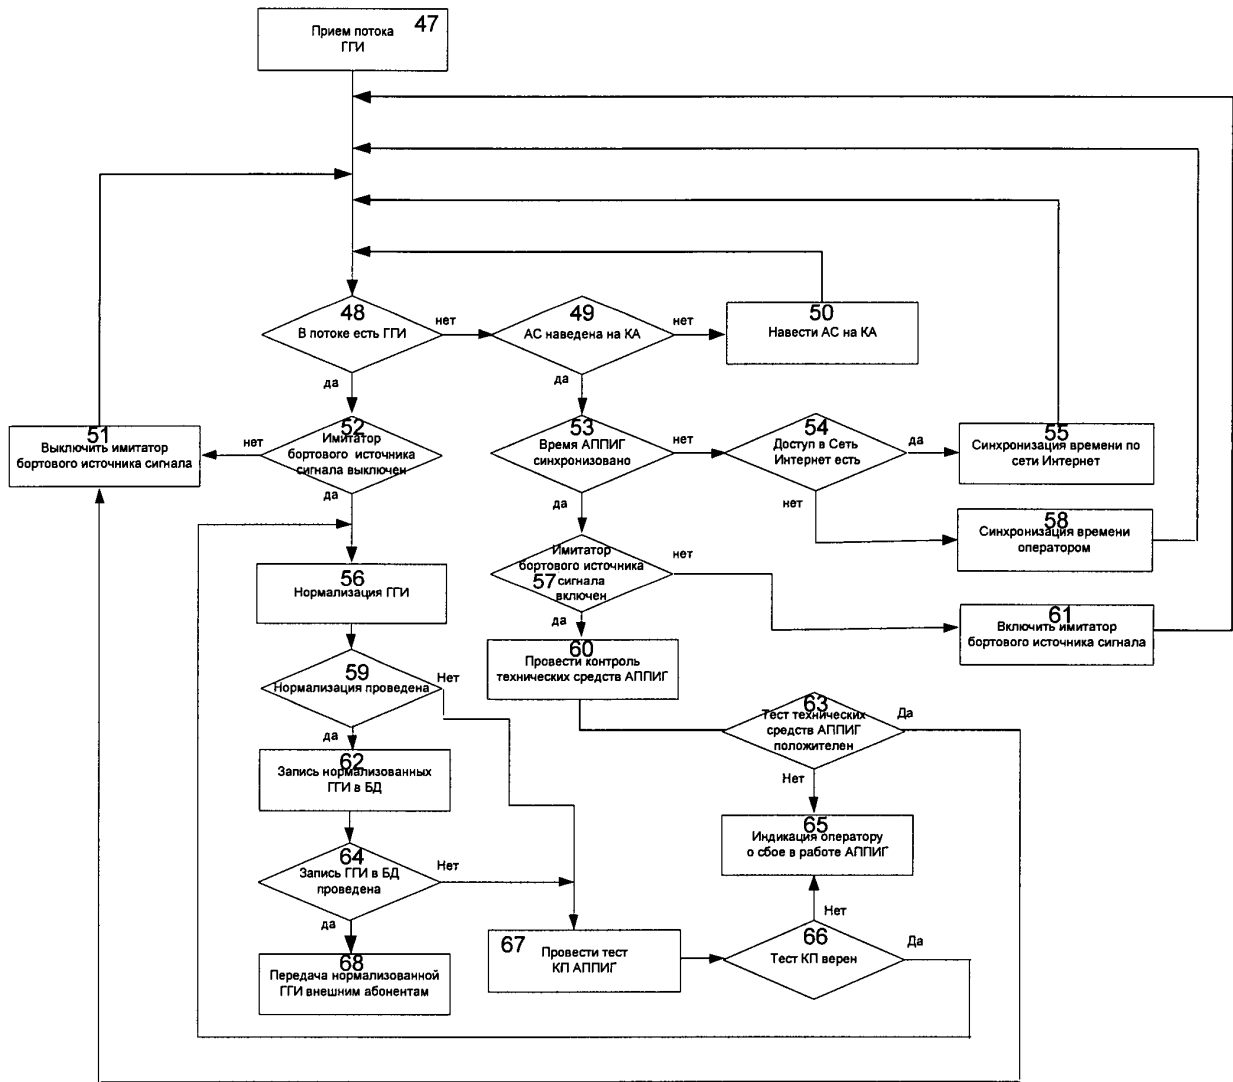 47
Прием потока
ГГИ
48
В потоке есть ГГИ
нет
да
49
АС наведена на КА
нет
да
50
Навести АС на КА
51
Выключить имитатор
бортового источника сигнала
нет
52
Имитатор
бортового источника
сигнала выключен
да
53
Время АППИГ
синхронизовано
нет
да
54
Доступ в Сеть
Интернет есть
да
нет
55
Синхронизация времени по
сети Интернет
58
Синхронизация времени
оператором
56
Нормализация ГГИ
Имитатор
бортового источника
57
сигнала
включен
нет
да
61
Включить имитатор
бортового источника сигнала
59
Нормализация проведена
Нет
да
60
Провести контроль
технических средств АППИГ
63
Тест технических
средств АППИГ
положителен
Да
Нет
62
Запись нормализованных
ГГИ в БД
65
Индикация оператору
о сбое в работе АППИГ
64
Запись ГГИ в БД
проведена
Нет
да
Нет
67
Провести тест
КП АППИГ
66
Тест КП верен
Да
68
Передача нормализованной
ГГИ внешним абонентам